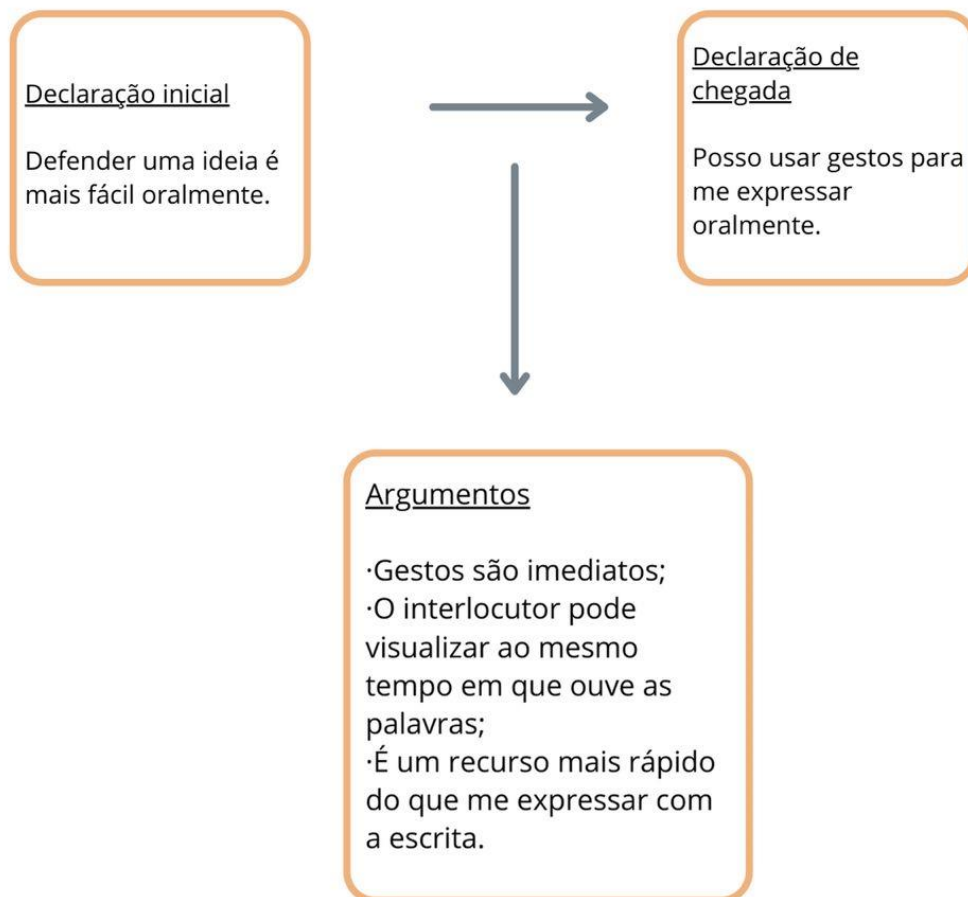 Declaração inicial
Defender uma ideia é
mais fácil oralmente.
Declaração de
chegada
Posso usar gestos para
me expressar
oralmente.
Argumentos
·Gestos são imediatos;
·O interlocutor pode
visualizar ao mesmo
tempo em que ouve as
palavras;
·É um recurso mais rápido
do que me expressar com
a escrita.